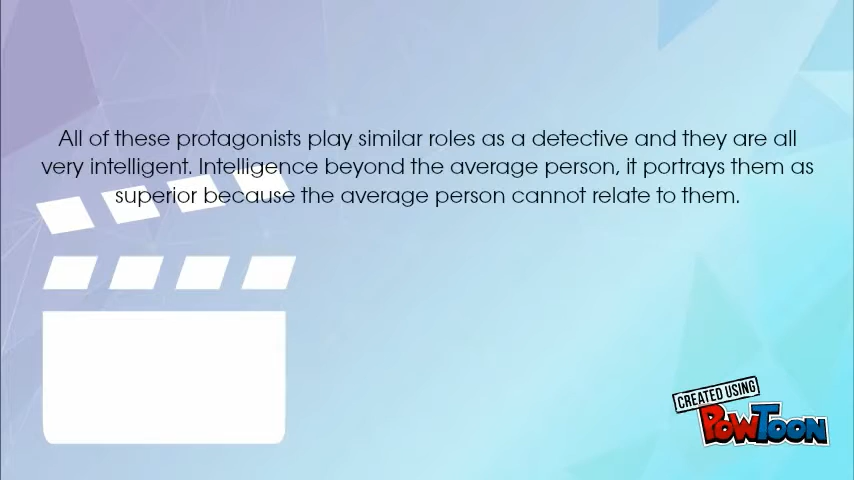 All of these protagonists play similar roles as a detective and they are all
very intelligent. Intelligence beyond the average person, it portrays them as
superior because the average person cannot relate to them.
CREATED USING
POWTOON